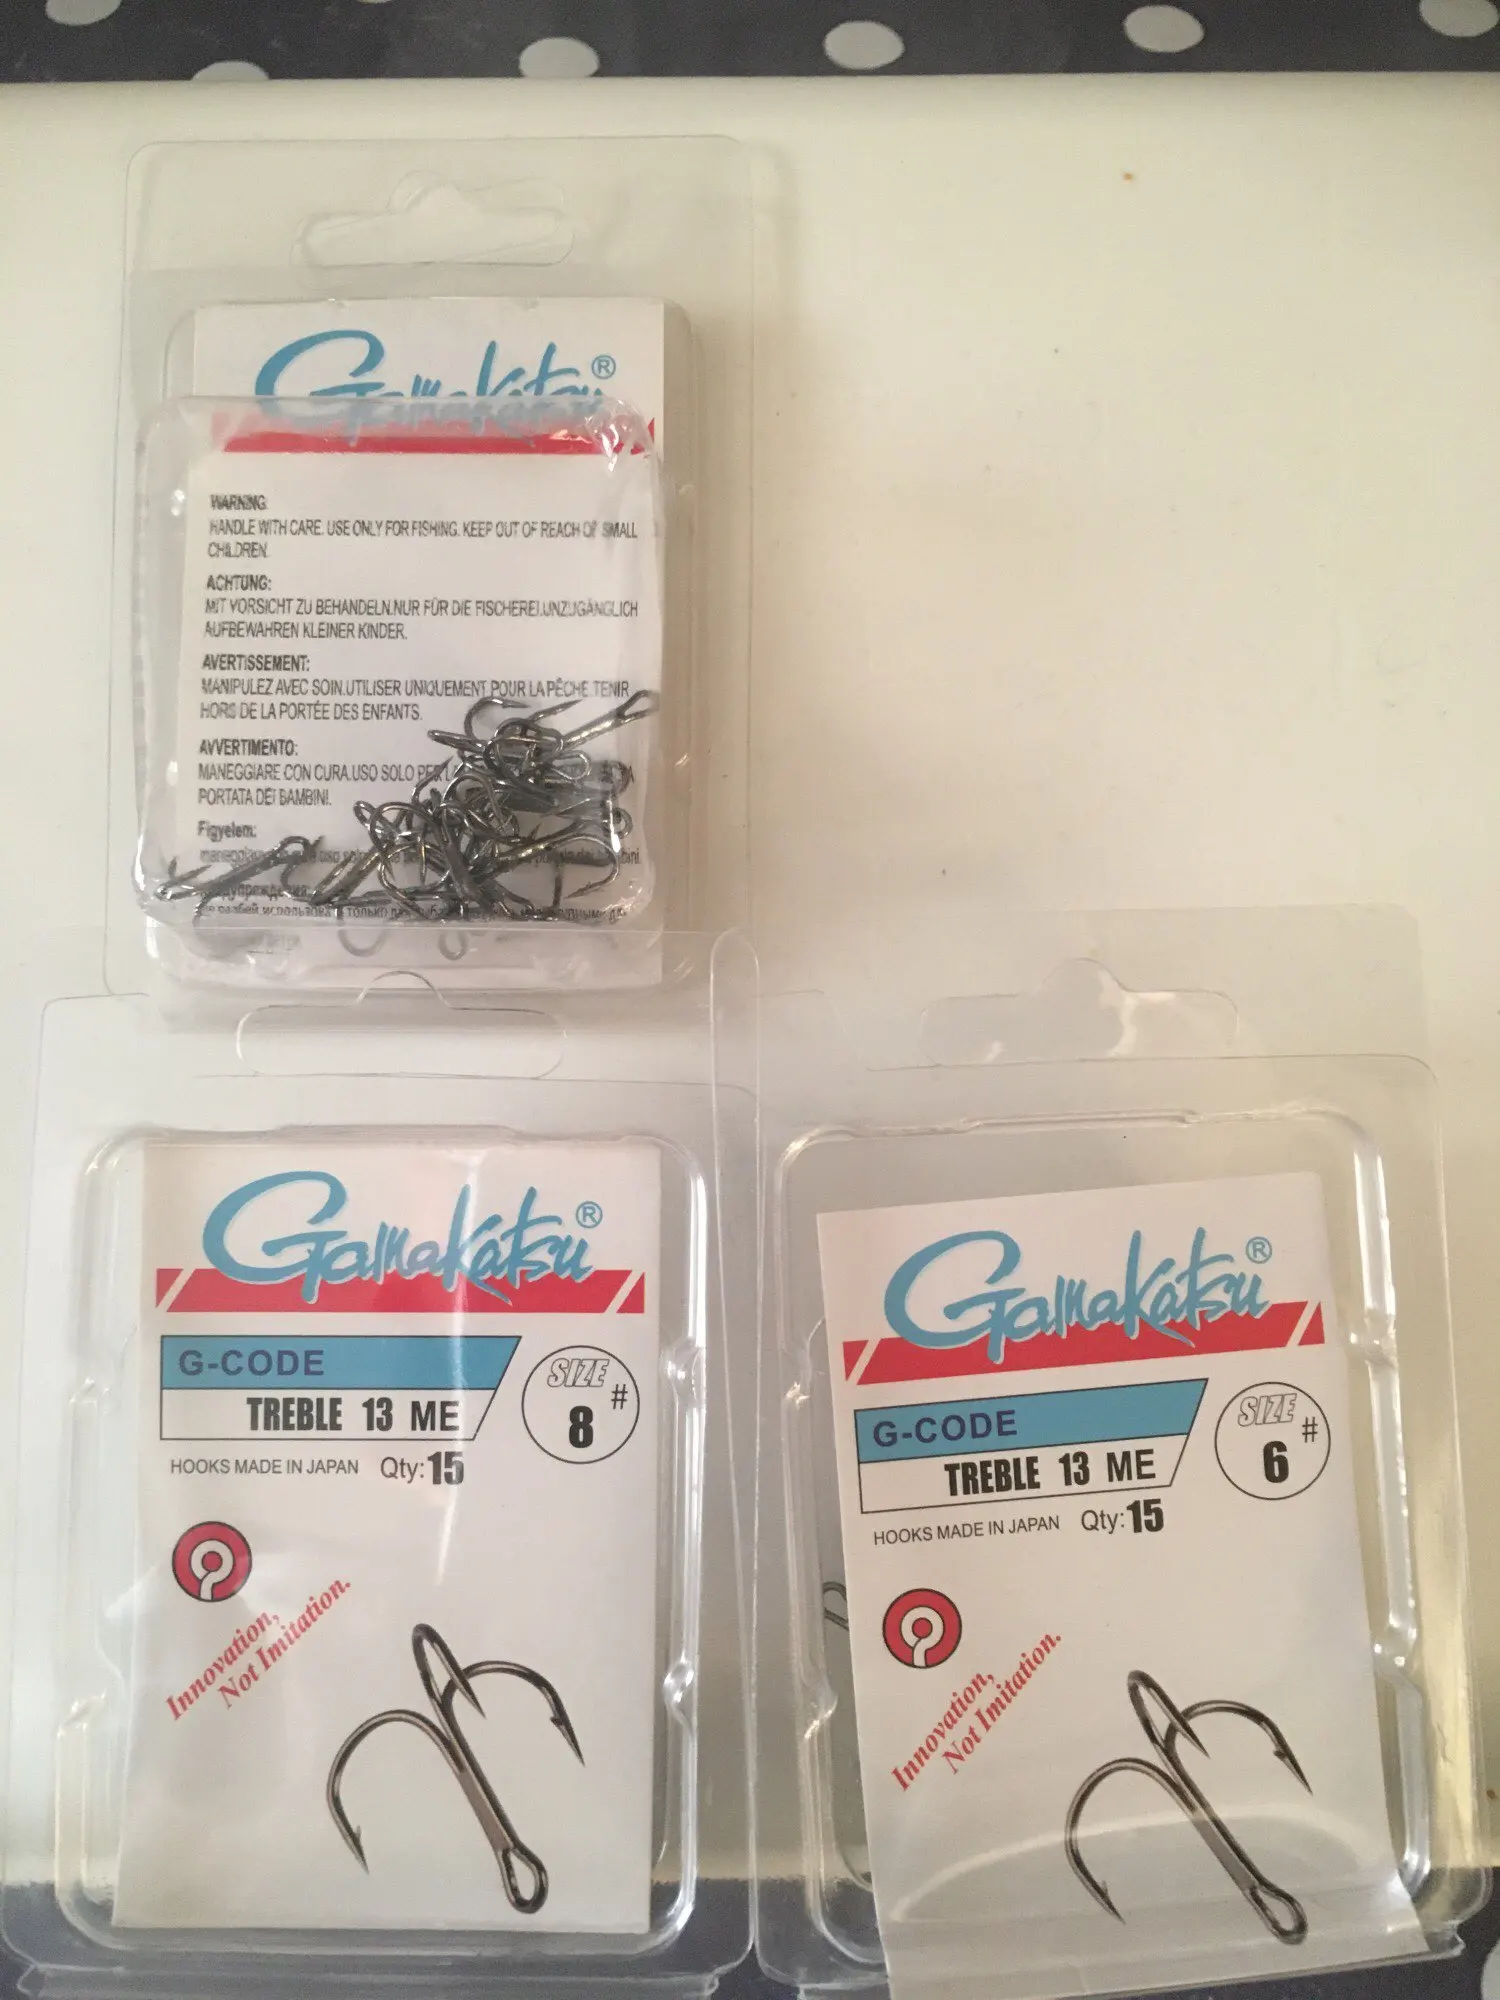 Gamakatsu®
WARNING
HANDLE WITH CARE. USE ONLY FOR FISHING. KEEP OUT OF REACH OF SMALL
CHILDREN.
ACHTUNG:
MIT VORSICHT ZU BEHANDELN.NUR FÜR DIE FISCHEREI.UNZUGÄNGLICH
AUFBEWAHREN KLEINER KINDER.
AVERTISSEMENT:
MANIPULEZ AVEC SOIN.UTILISER UNIQUEMENT POUR LA PÊCHE.TENIR
HORS DE LA PORTÉE DES ENFANTS.
AVVERTIMENTO:
MANEGGIARE CON CURA.USO SOLO PER
PORTATA DEI BAMBINI.
Figyelem:
Gamakatsu®
G-CODE
TREBLE 13 ME
SIZE #
8
HOOKS MADE IN JAPAN Qty:15
Innovation,
Not Imitation.
Gamakatsu®
G-CODE
TREBLE 13 ME
SIZE #
6
HOOKS MADE IN JAPAN Qty:15
Innovation,
Not Imitation.